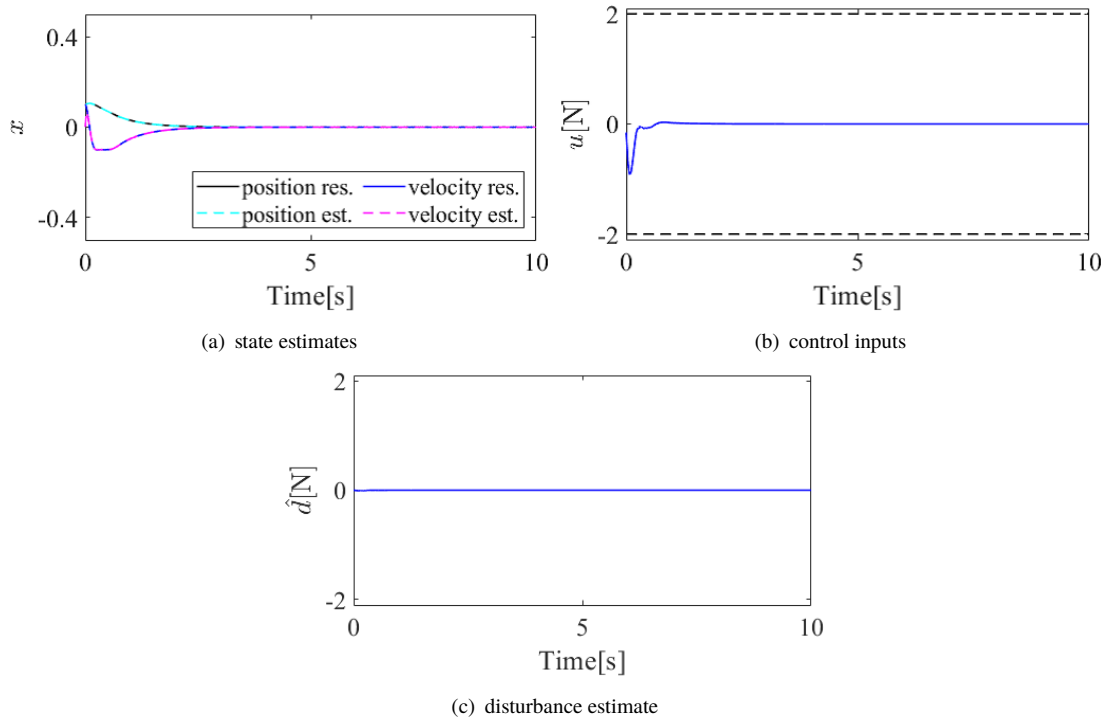 0.4
0
-0.4
x
position res. velocity res.
position est. velocity est.
0 5 10
Time[s]
(a) state estimates
2
0
-2
u[N]
0 5 10
Time[s]
(b) control inputs
2
0
-2
d̂[N]
0 5 10
Time[s]
(c) disturbance estimate